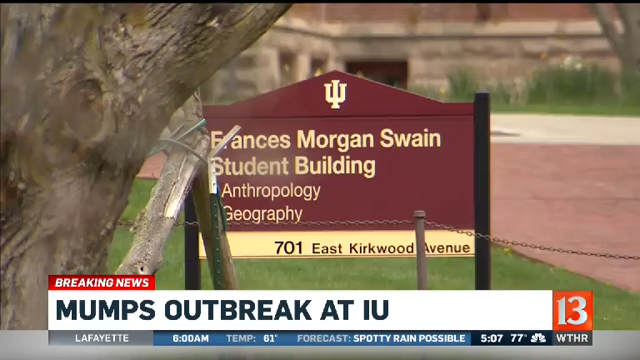 IU
Frances Morgan Swain
Student Building
Anthropology
Geography
701 East Kirkwood Avenue
BREAKING NEWS
MUMPS OUTBREAK AT IU
13
LAFAYETTE 6:00AM TEMP: 61° FORECAST: SPOTTY RAIN POSSIBLE 5:07 77° NBC WTHR